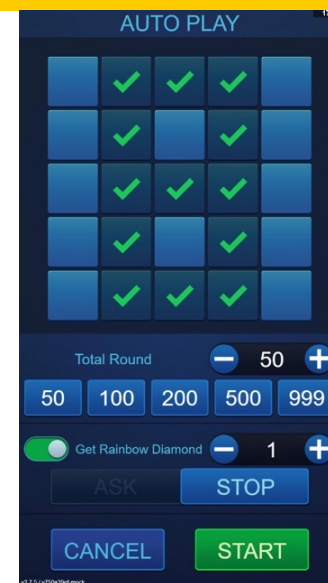 AUTO PLAY
Total Round
50
50 100 200 500 999
Get Rainbow Diamond
1
ASK STOP
CANCEL START